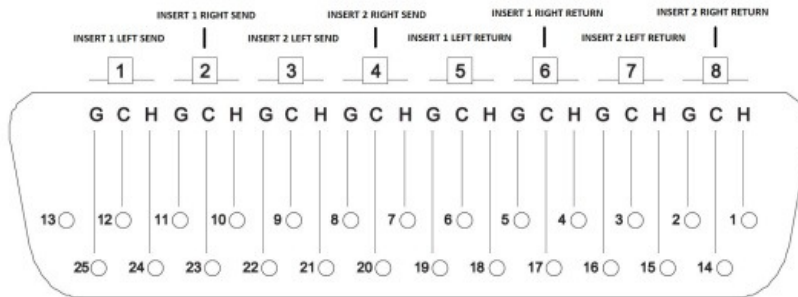 INSERT 1 RIGHT SEND INSERT 2 RIGHT SEND INSERT 1 RIGHT RETURN INSERT 2 RIGHT RETURN
INSERT 1 LEFT SEND INSERT 2 LEFT SEND INSERT 1 LEFT RETURN INSERT 2 LEFT RETURN
1 2 3 4 5 6 7 8
G C H G C H G C H G C H G C H G C H G C H G C H
13 12 11 10 9 8 7 6 5 4 3 2 1
25 24 23 22 21 20 19 18 17 16 15 14